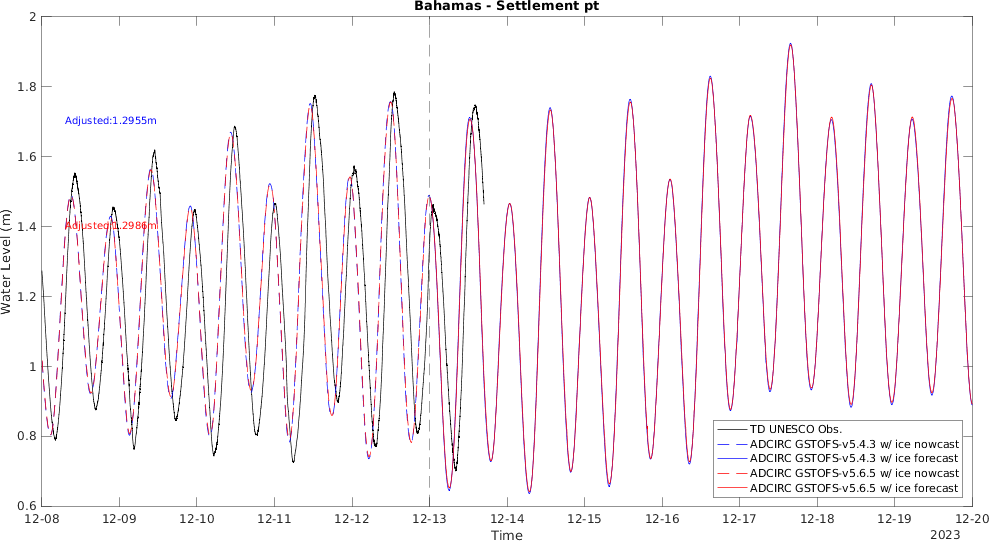 Bahamas - Settlement pt
2
1.8
1.6
1.4
1.2
1
0.8
0.6
Water Level (m)
Adjusted:1.2955m
Adjusted:1.2986m
TD UNESCO Obs.
ADCIRC GSTOFS-v5.4.3 w/ ice nowcast
ADCIRC GSTOFS-v5.4.3 w/ ice forecast
ADCIRC GSTOFS-v5.6.5 w/ ice nowcast
ADCIRC GSTOFS-v5.6.5 w/ ice forecast
12-08 12-09 12-10 12-11 12-12 12-13 12-14 12-15 12-16 12-17 12-18 12-19 12-20
Time
2023